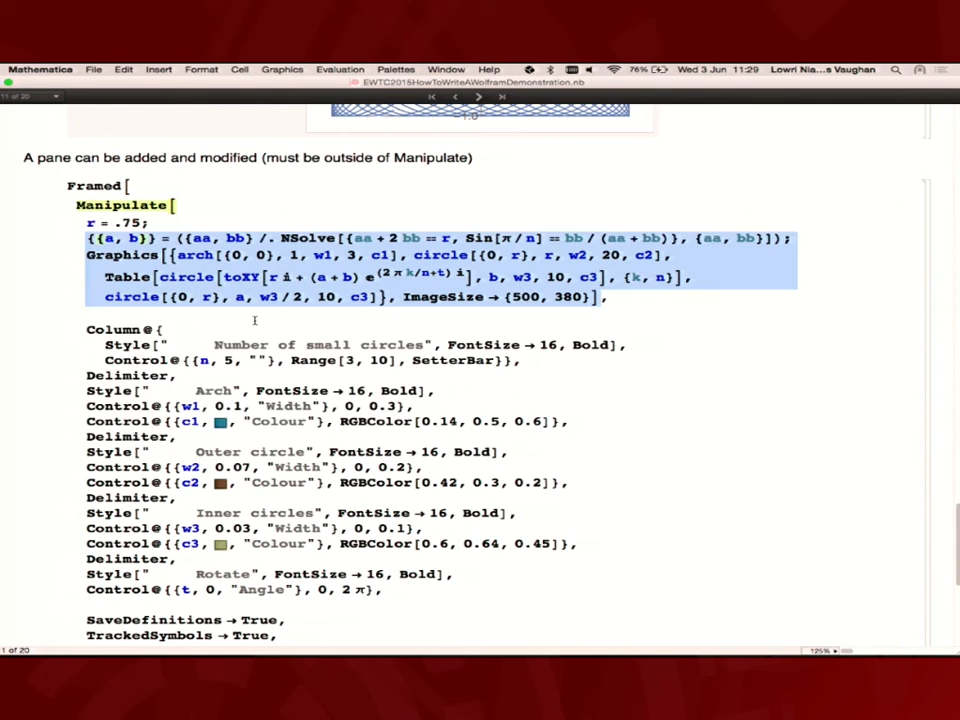 Mathematica File Edit Insert Format Cell Graphics Evaluation Palettes Window Help 76% Wed 3 Jun 11:29 Lowri Nia...s Vaughan
EWTC2015HowToWriteAWolframDemonstration.nb
11 of 20
-1.0
A pane can be added and modified (must be outside of Manipulate)
Framed[
Manipulate[
r = .75;
{{a, b}} = ({aa, bb} /. NSolve[{aa + 2 bb == r, Sin[π/n] == bb / (aa + bb)}, {aa, bb}]);
Graphics[{arch[{0, 0}, 1, w1, 3, c1], circle[{0, r}, r, w2, 20, c2],
Table[circle[toXY[r i + (a + b) e^(2 π k/n+t) i], b, w3, 10, c3], {k, n}],
circle[{0, r}, a, w3/2, 10, c3]}, ImageSize → {500, 380}],
Column@{
Style["     Number of small circles", FontSize → 16, Bold],
Control@{{n, 5, ""}, Range[3, 10], SetterBar}},
Delimiter,
Style["     Arch", FontSize → 16, Bold],
Control@{{w1, 0.1, "Width"}, 0, 0.3},
Control@{{c1, , "Colour"}, RGBColor[0.14, 0.5, 0.6]},
Delimiter,
Style["     Outer circle", FontSize → 16, Bold],
Control@{{w2, 0.07, "Width"}, 0, 0.2},
Control@{{c2, , "Colour"}, RGBColor[0.42, 0.3, 0.2]},
Delimiter,
Style["     Inner circles", FontSize → 16, Bold],
Control@{{w3, 0.03, "Width"}, 0, 0.1},
Control@{{c3, , "Colour"}, RGBColor[0.6, 0.64, 0.45]},
Delimiter,
Style["     Rotate", FontSize → 16, Bold],
Control@{{t, 0, "Angle"}, 0, 2 π},
SaveDefinitions → True,
TrackedSymbols → True,
1 of 20 125%